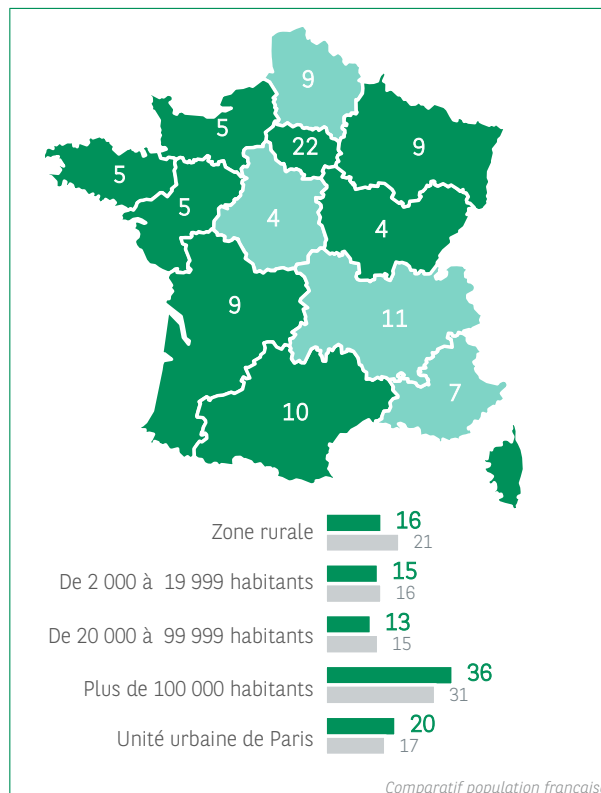 9
5
22
9
5
5
4
4
9
11
7
10
Zone rurale 16
21
De 2 000 à 19 999 habitants 15
16
De 20 000 à 99 999 habitants 13
15
Plus de 100 000 habitants 36
31
Unité urbaine de Paris 20
17
Comparatif population française